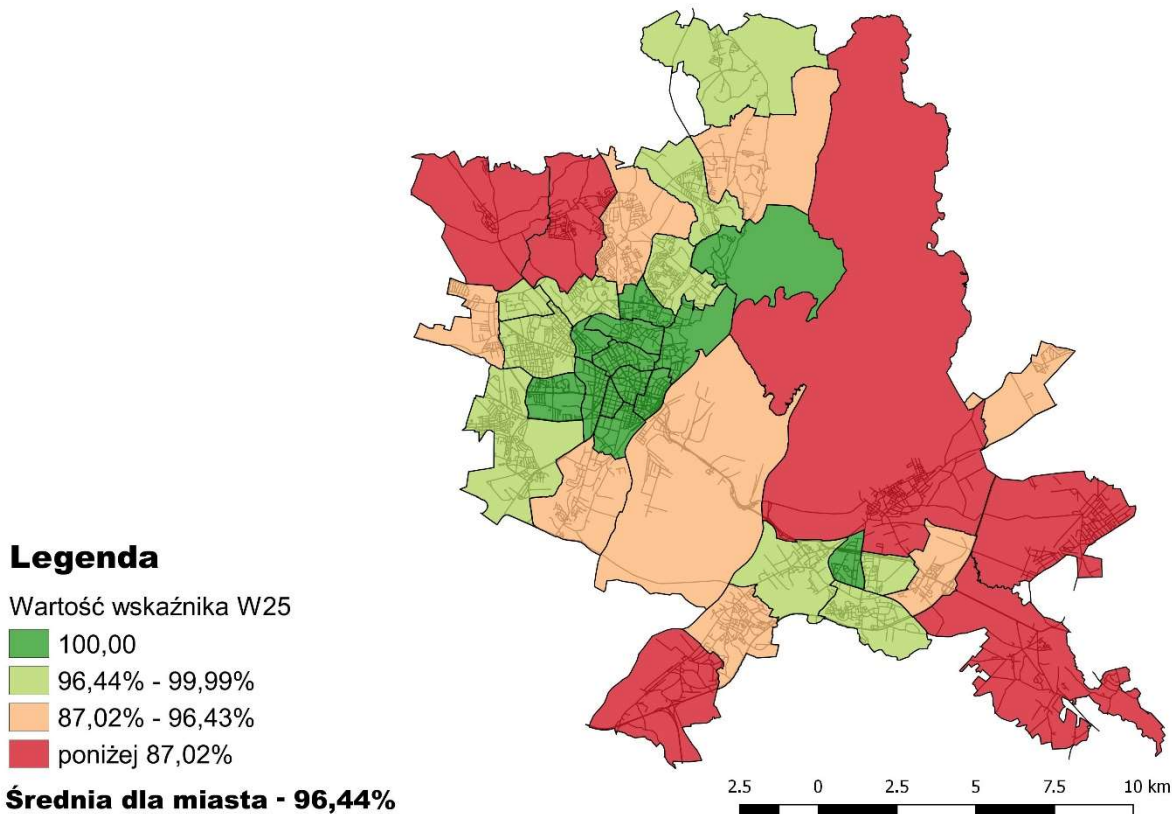 Legenda
Wartość wskaźnika W25
100,00
96,44% - 99,99%
87,02% - 96,43%
poniżej 87,02%
Średnia dla miasta - 96,44%
2.5 0 2.5 5 7.5 10 km